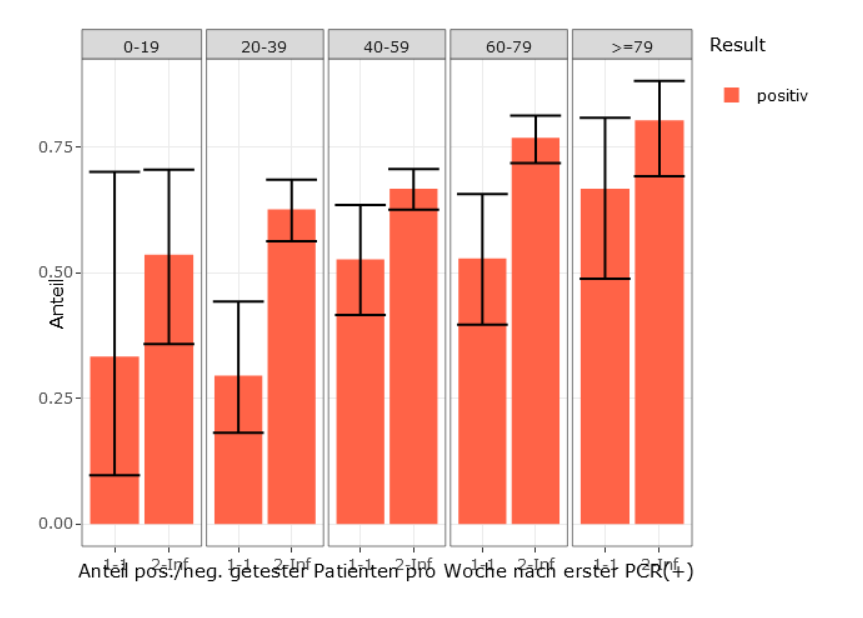 0-19 20-39 40-59 60-79 >=79
Result
positiv
0.75
0.50
0.25
0.00
Anteil
1-1 2-Inf 1-1 2-Inf 1-1 2-Inf 1-1 2-Inf 1-1 2-Inf
Anteil pos./neg. getester Patienten pro Woche nach erster PCR(+)